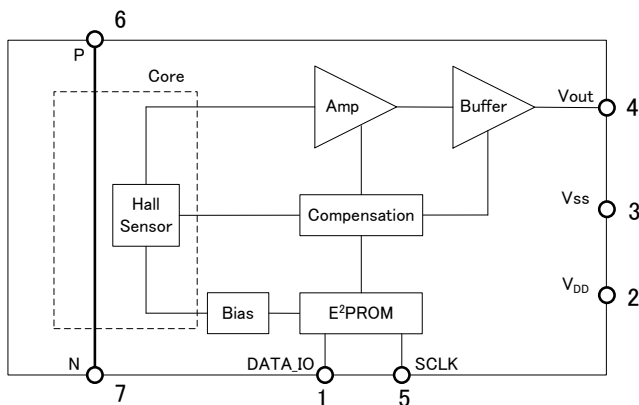 6
P
Core
Amp
Buffer
Vout
4
Hall
Sensor
Compensation
Vss
3
VDD
2
Bias
E²PROM
N
DATA_IO
SCLK
7
1
5